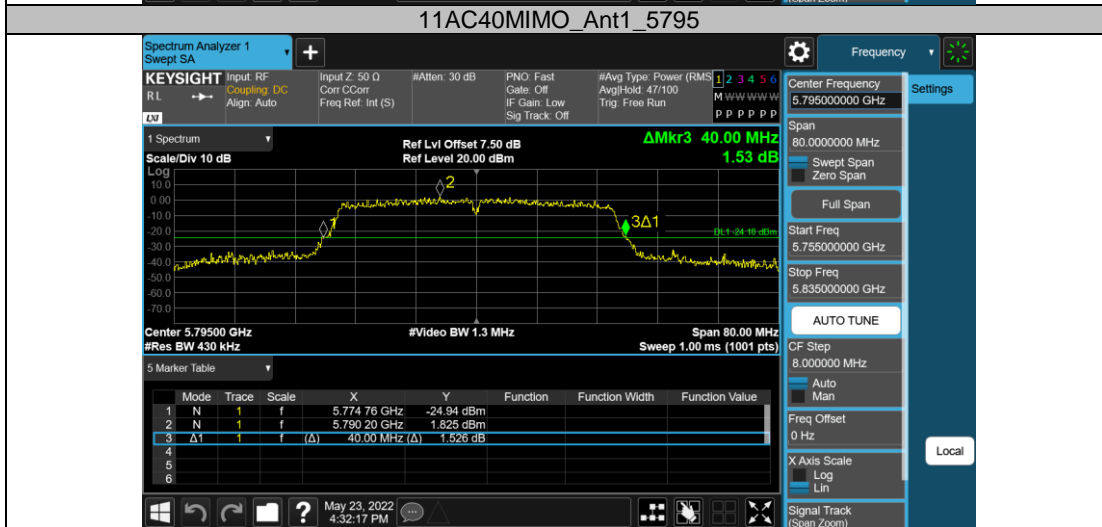 (Span Zoom)
11AC40MIMO_Ant1_5795
Spectrum Analyzer 1
Swept SA
Frequency
KEYSIGHT
RL
LXI
Input: RF
Coupling: DC
Align: Auto
Input Z: 50 Ω
Corr CCorr
Freq Ref: Int (S)
#Atten: 30 dB
PNO: Fast
Gate: Off
IF Gain: Low
Sig Track: Off
#Avg Type: Power (RMS
Avg|Hold: 47/100
Trig: Free Run
1 2 3 4 5 6
M W W W W W
P P P P P P
Center Frequency
5.795000000 GHz
Settings
1 Spectrum
Scale/Div 10 dB
Ref Lvl Offset 7.50 dB
Ref Level 20.00 dBm
ΔMkr3 40.00 MHz
1.53 dB
Span
80.0000000 MHz
Swept Span
Zero Span
Full Span
Start Freq
5.755000000 GHz
Stop Freq
5.835000000 GHz
AUTO TUNE
CF Step
8.000000 MHz
Auto
Man
Freq Offset
0 Hz
X Axis Scale
Log
Lin
Local
Signal Track
(Span Zoom)
Log
10.0
0.00
-10.0
-20.0
-30.0
-40.0
-50.0
-60.0
-70.0
1
2
3Δ1
DL1 -24.18 dBm
Center 5.79500 GHz
#Res BW 430 kHz
#Video BW 1.3 MHz
Span 80.00 MHz
Sweep 1.00 ms (1001 pts)
5 Marker Table
Mode Trace Scale X Y Function Function Width Function Value
1 N 1 f 5.774 76 GHz -24.94 dBm
2 N 1 f 5.790 20 GHz 1.825 dBm
3 Δ1 1 f (Δ) 40.00 MHz (Δ) 1.526 dB
4
5
6
?
May 23, 2022
4:32:17 PM